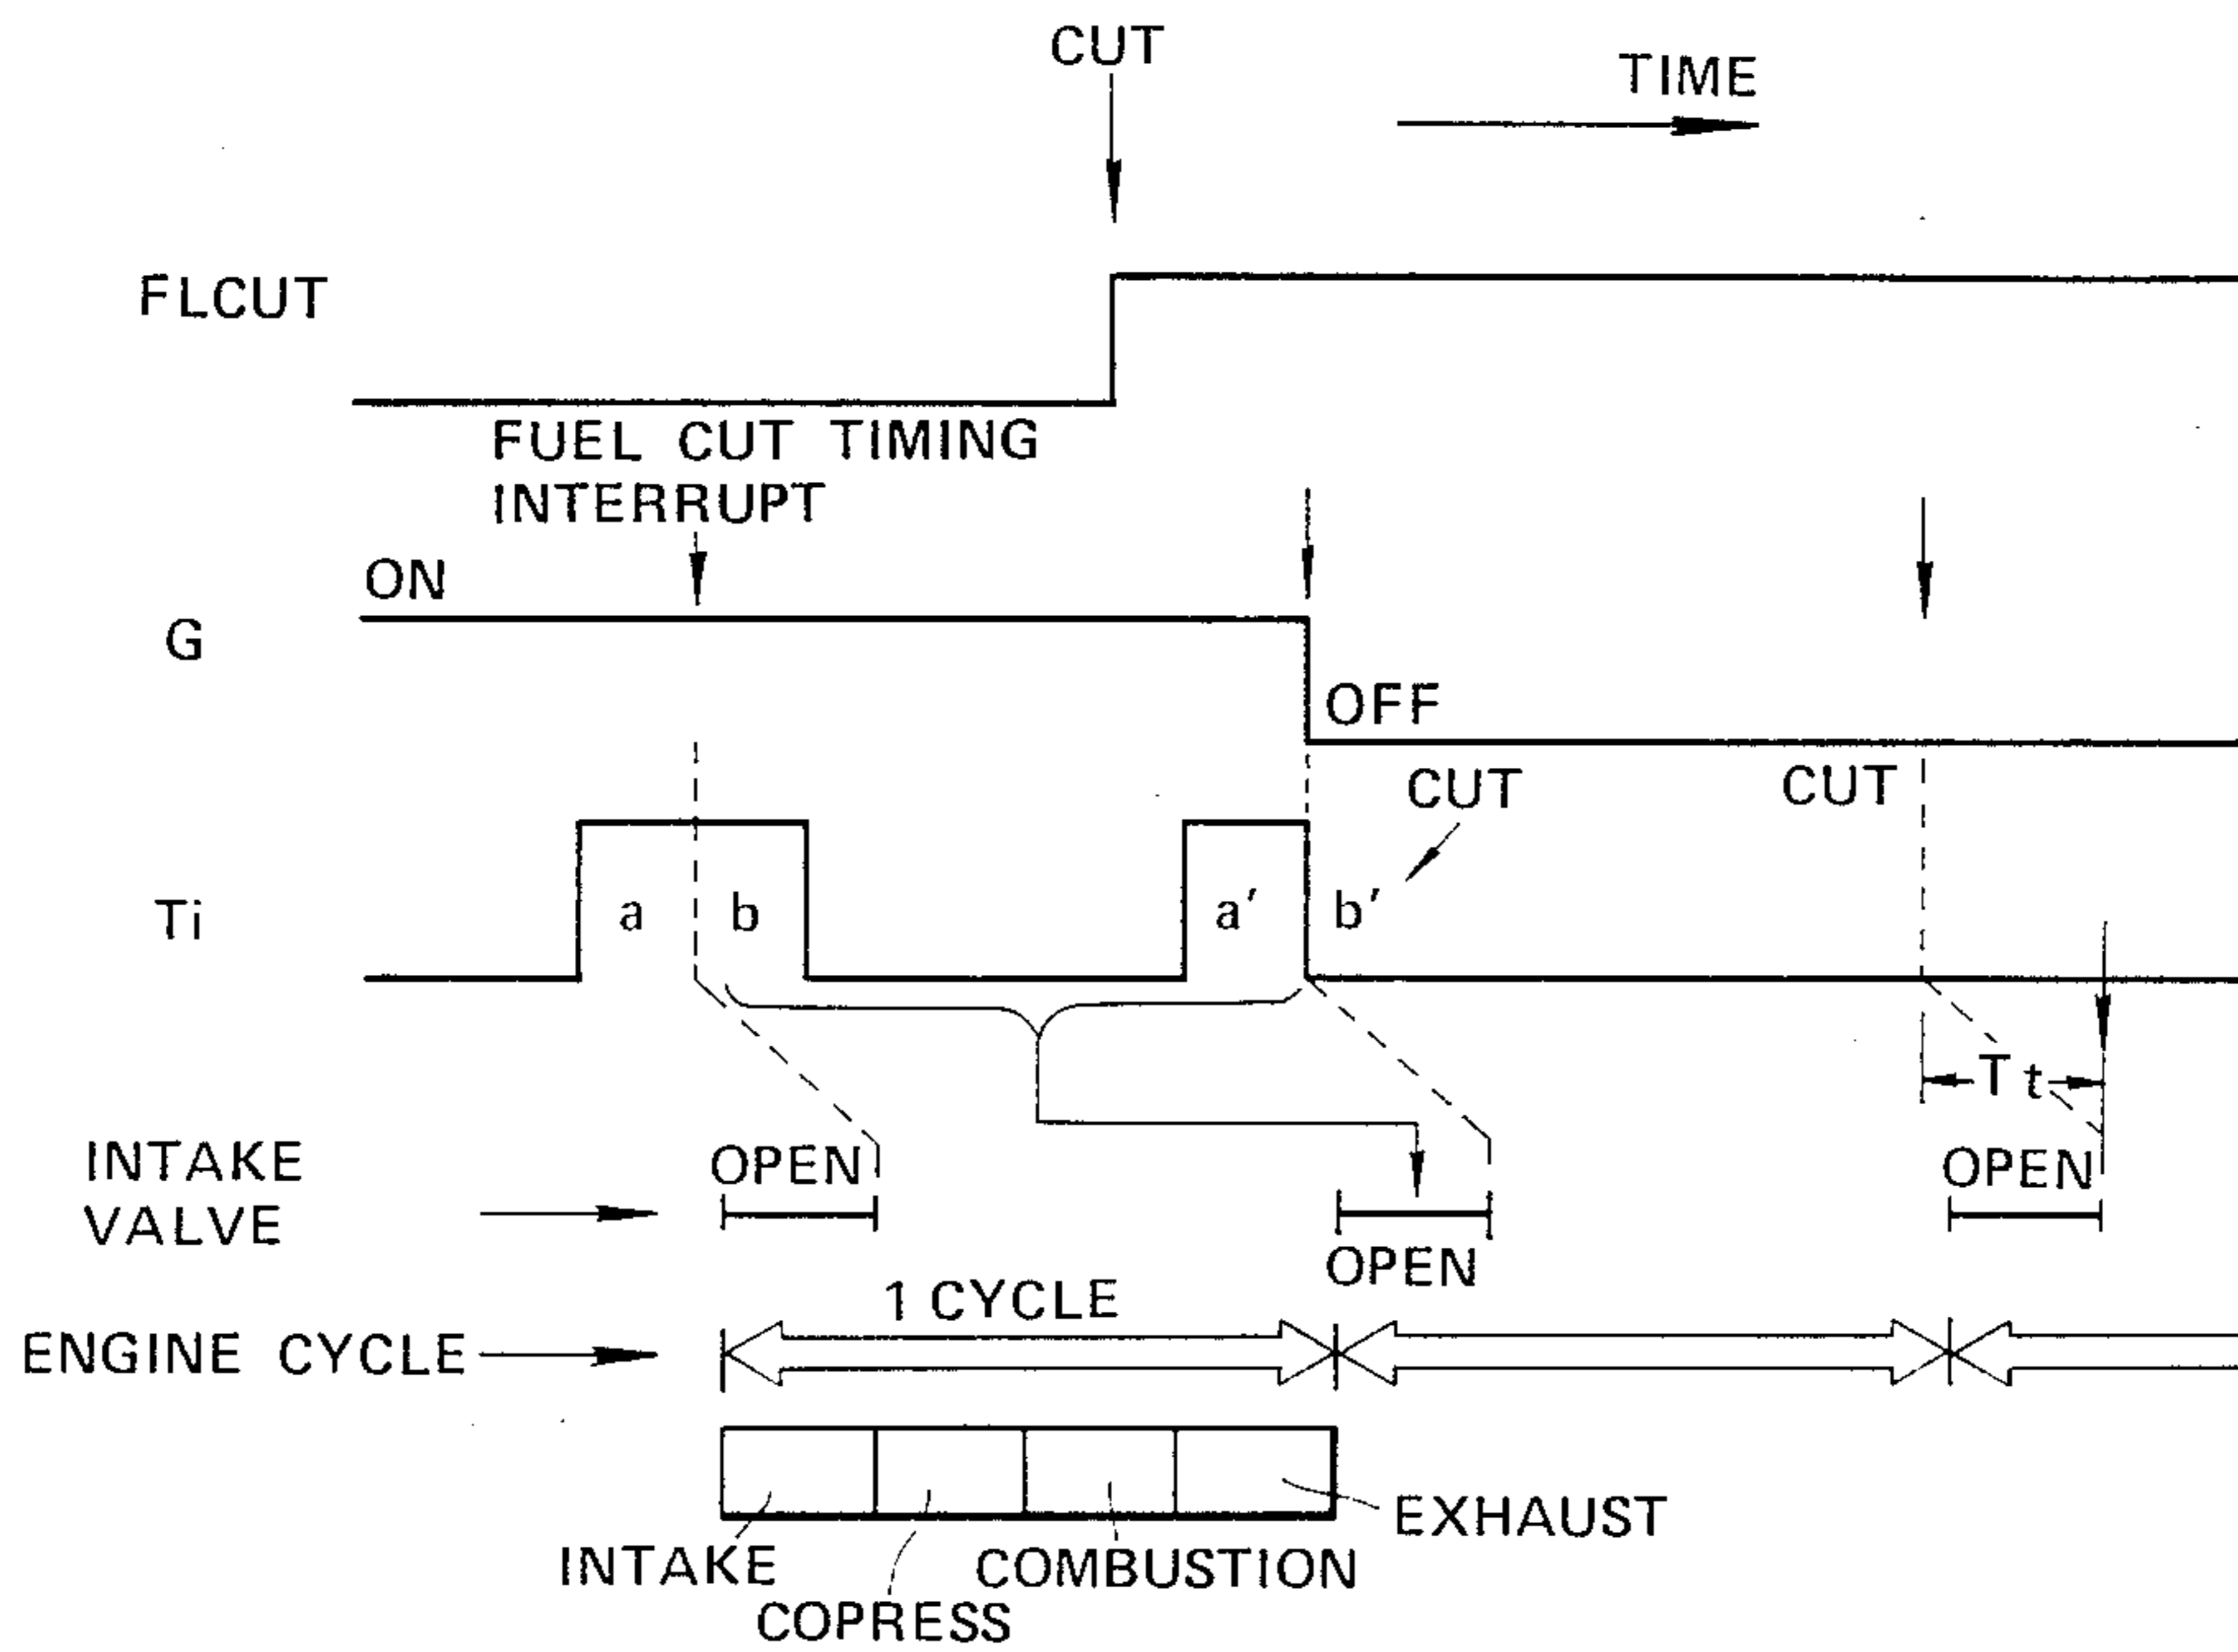 CUT
TIME
FLCUT
FUEL CUT TIMING
INTERRUPT
ON
G
OFF
CUT
CUT
Ti
a
b
a'
b'
Tt
INTAKE
VALVE
OPEN
OPEN
OPEN
1 CYCLE
ENGINE CYCLE
EXHAUST
INTAKE
COMBUSTION
COPRESS